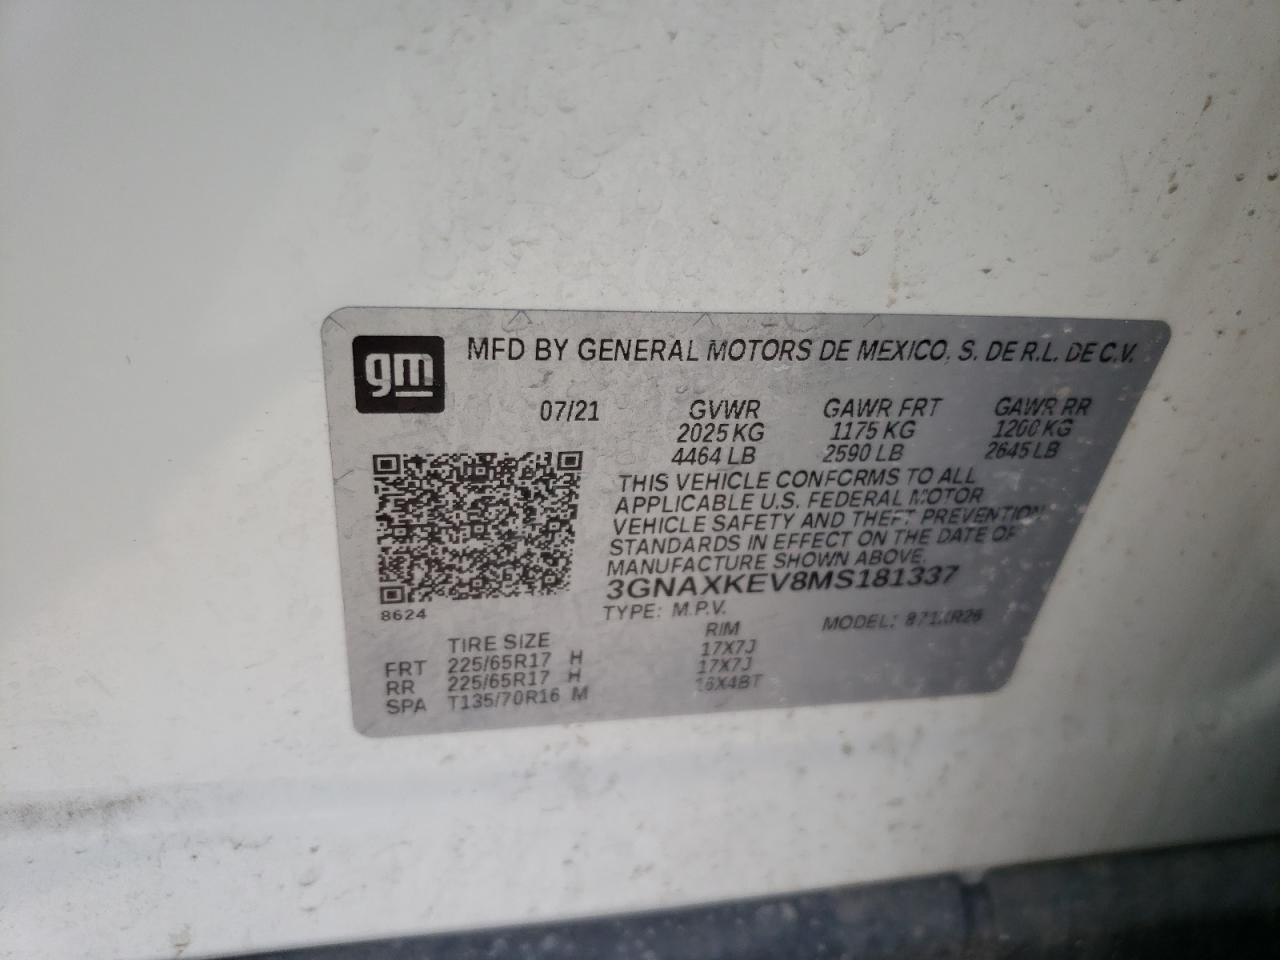 gm
MFD BY GENERAL MOTORS DE MEXICO, S. DE R.L. DE C.V.
07/21 GVWR GAWR FRT GAWR RR
2025 KG 1175 KG 1200 KG
4464 LB 2590 LB 2645 LB
THIS VEHICLE CONFORMS TO ALL
APPLICABLE U.S. FEDERAL MOTOR
VEHICLE SAFETY AND THEFT PREVENTION
STANDARDS IN EFFECT ON THE DATE OF
MANUFACTURE SHOWN ABOVE.
3GNAXKEV8MS181337
8624
TYPE: M.P.V. MODEL:
TIRE SIZE RIM
FRT 225/65R17 H 17X7J
RR 225/65R17 H 17X7J
SPA T135/70R16 M 16X4BT